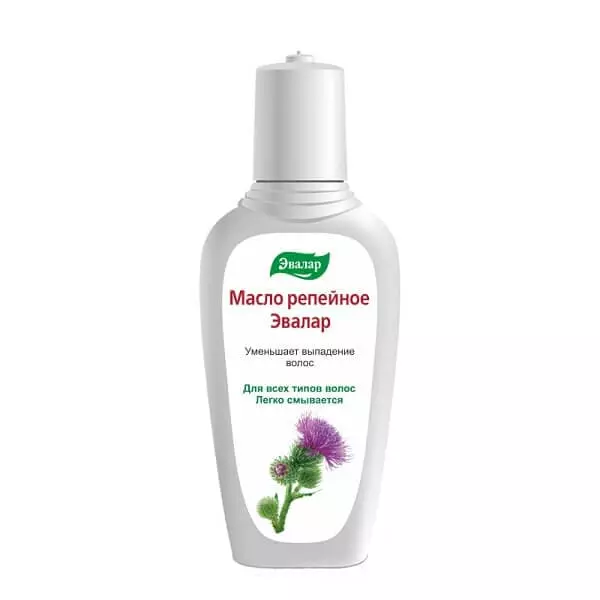 Эвалар
Масло репейное
Эвалар
Уменьшает выпадение
волос
Для всех типов волос
Легко смывается